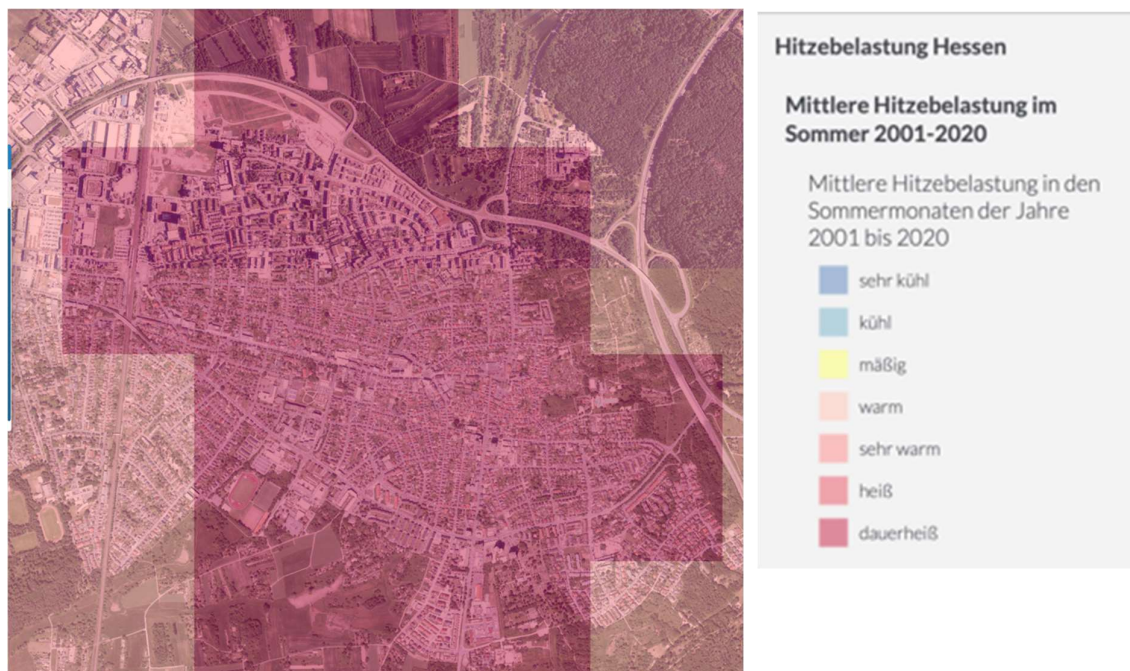 Hitzebelastung Hessen
Mittlere Hitzebelastung im
Sommer 2001-2020
Mittlere Hitzebelastung in den
Sommermonaten der Jahre
2001 bis 2020
sehr kühl
kühl
mäßig
warm
sehr warm
heiß
dauerheiß